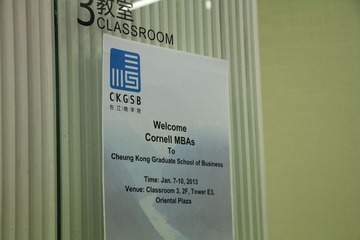 3教室
CLASSROOM
CKGSB
长江商学院
Welcome
Cornell MBAs
To
Cheung Kong Graduate School of Business
Time: Jan. 7-10, 2013
Venue: Classroom 3, 2F, Tower E3,
Oriental Plaza